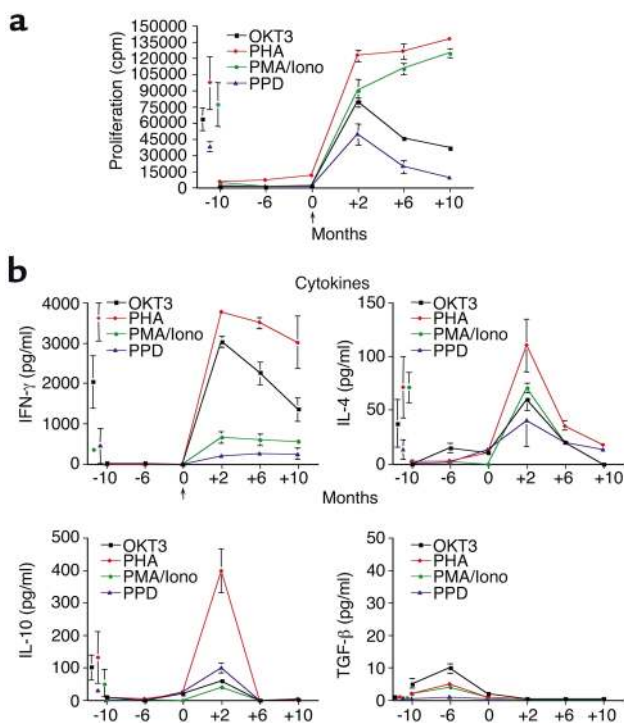 a
OKT3
PHA
PMA/Iono
PPD
Proliferation (cpm)
150000
135000
120000
105000
90000
75000
60000
45000
30000
15000
0
-10 -6 0 +2 +6 +10
Months
b
Cytokines
OKT3
PHA
PMA/Iono
PPD
IFN-γ (pg/ml)
4000
3000
2000
1000
0
-10 -6 0 +2 +6 +10
OKT3
PHA
PMA/Iono
PPD
IL-4 (pg/ml)
150
100
50
0
-10 -6 0 +2 +6 +10
Months
OKT3
PHA
PMA/Iono
PPD
IL-10 (pg/ml)
500
400
300
200
100
0
-10 -6 0 +2 +6 +10
OKT3
PHA
PMA/Iono
PPD
TGF-β (pg/ml)
50
40
30
20
10
0
-10 -6 0 +2 +6 +10